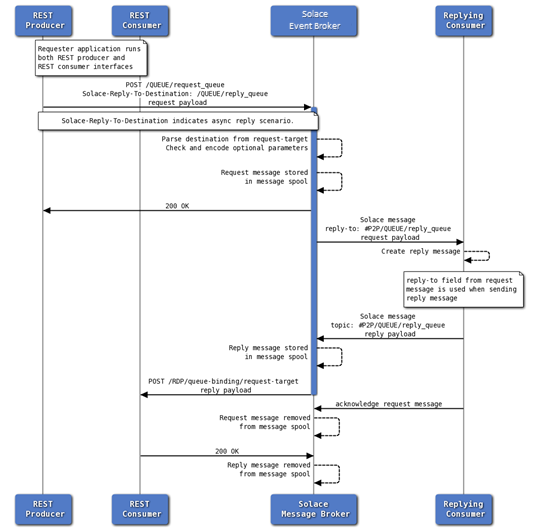 REST
Producer
REST
Consumer
Solace
Event Broker
Replying
Consumer
Requester application runs
both REST producer and
REST consumer interfaces
POST /QUEUE/request_queue
Solace-Reply-To-Destination: /QUEUE/reply_queue
request payload
Solace-Reply-To-Destination indicates async reply scenario.
Parse destination from request-target
Check and encode optional parameters
Request message stored
in message spool
200 OK
Solace message
reply-to: #P2P/QUEUE/reply_queue
request payload
Create reply message
reply-to field from request
message is used when sending
reply message
Solace message
topic: #P2P/QUEUE/reply_queue
reply payload
Reply message stored
in message spool
POST /RDP/queue-binding/request-target
reply payload
acknowledge request message
Request message removed
from message spool
200 OK
Reply message removed
from message spool
REST
Producer
REST
Consumer
Solace
Message Broker
Replying
Consumer